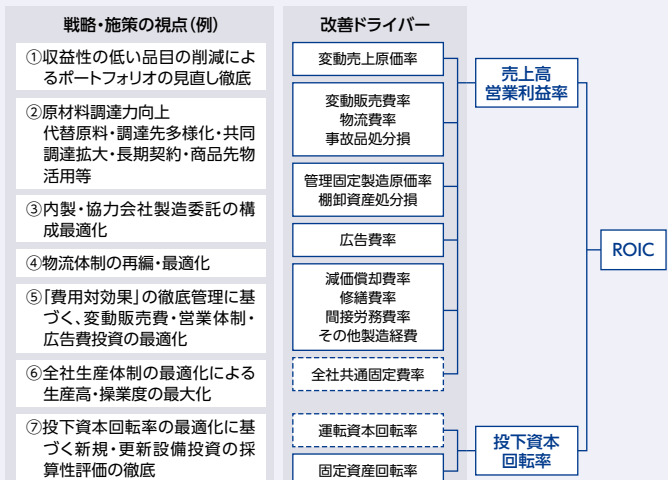 戦略・施策の視点(例)
①収益性の低い品目の削減によ
るポートフォリオの見直し徹底
②原材料調達力向上
代替原料・調達先多様化・共同
調達拡大・長期契約・商品先物
活用等
③内製・協力会社製造委託の構
成最適化
④物流体制の再編・最適化
⑤「費用対効果」の徹底管理に基
づく、変動販売費・営業体制・
広告費投資の最適化
⑥全社生産体制の最適化による
生産高・操業度の最大化
⑦投下資本回転率の最適化に基
づく新規・更新設備投資の採
算性評価の徹底
改善ドライバー
変動売上原価率
変動販売費率
物流費率
事故品処分損
管理固定製造原価率
棚卸資産処分損
広告費率
減価償却費率
修繕費率
間接労務費率
その他製造経費
全社共通固定費率
運転資本回転率
固定資産回転率
売上高
営業利益率
投下資本
回転率
ROIC